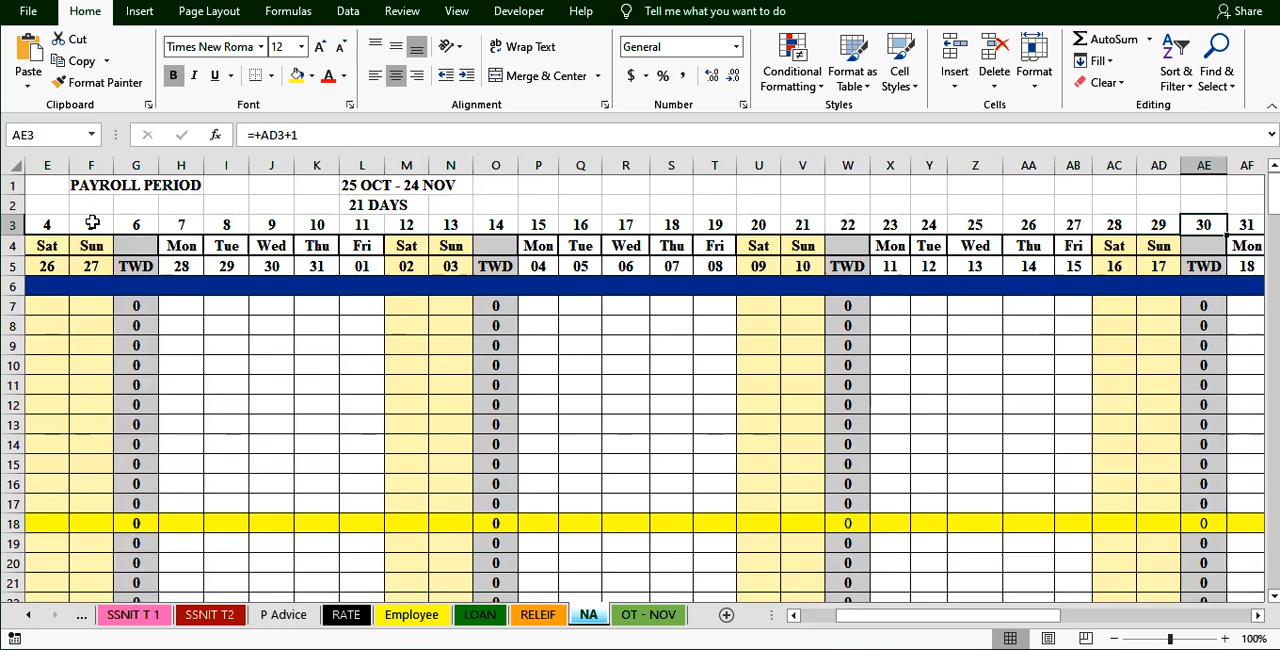 File Home Insert Page Layout Formulas Data Review View Developer Help Tell me what you want to do Share
Paste Cut Copy Format Painter Clipboard
Times New Roma 12 B I U A Font
Wrap Text Merge & Center Alignment
General $ % Number
Conditional Formatting Format as Table Cell Styles Styles
Insert Delete Format Cells
AutoSum Fill Clear Sort & Filter Find & Select Editing
AE3 fx =+AD3+1
E F G H I J K L M N O P Q R S T U V W X Y Z AA AB AC AD AE AF
1 PAYROLL PERIOD 25 OCT - 24 NOV
2 21 DAYS
3 4 6 7 8 9 10 11 12 13 14 15 16 17 18 19 20 21 22 23 24 25 26 27 28 29 30 31
4 Sat Sun Mon Tue Wed Thu Fri Sat Sun Mon Tue Wed Thu Fri Sat Sun Mon Tue Wed Thu Fri Sat Sun Mon
5 26 27 TWD 28 29 30 31 01 02 03 TWD 04 05 06 07 08 09 10 TWD 11 12 13 14 15 16 17 TWD 18
6
7 0 0 0 0
8 0 0 0 0
9 0 0 0 0
10 0 0 0 0
11 0 0 0 0
12 0 0 0 0
13 0 0 0 0
14 0 0 0 0
15 0 0 0 0
16 0 0 0 0
17 0 0 0 0
18 0 0 0 0
19 0 0 0 0
20 0 0 0 0
21 0 0 0 0
... SSNIT T 1 SSNIT T2 P Advice RATE Employee LOAN RELEIF NA OT - NOV
100%